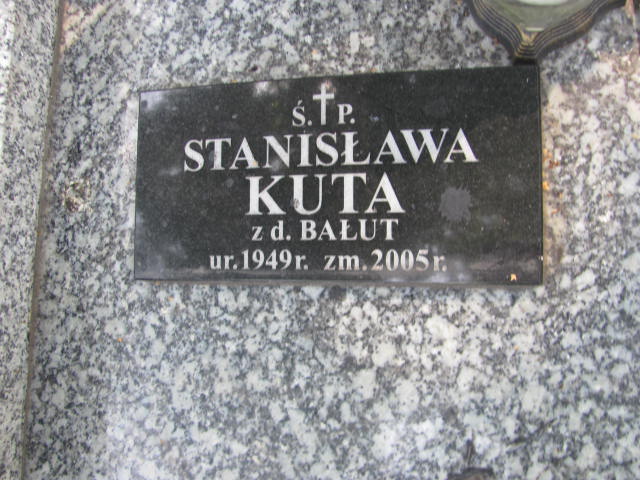 Ś. P.
STANISŁAWA
KUTA
z d. BAŁUT
ur. 1949 r. zm. 2005 r.